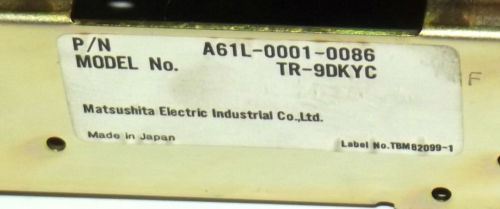 P/N A61L-0001-0086
MODEL No. TR-9DKYC
F
Matsushita Electric Industrial Co.,Ltd.
Made in Japan Label No.TBM82099-1